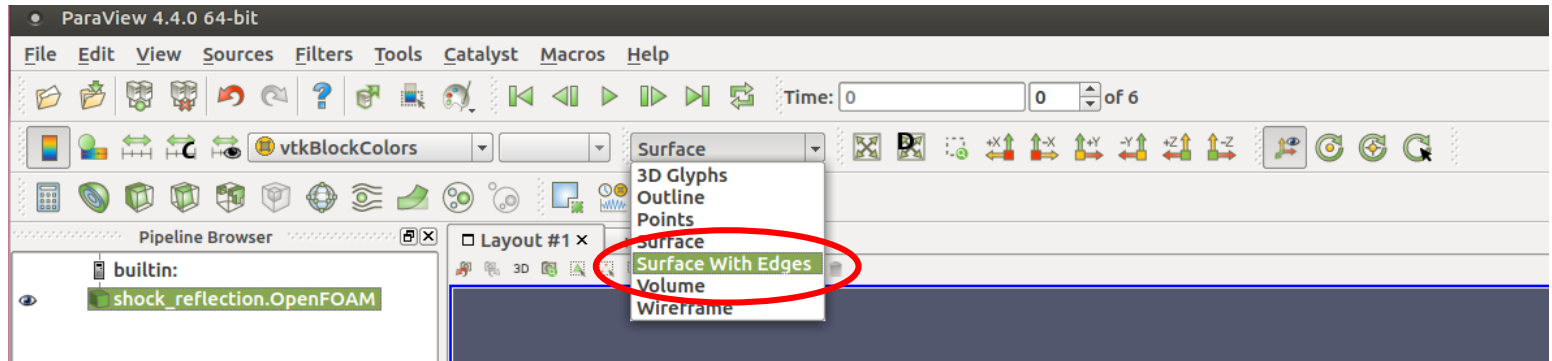 ParaView 4.4.0 64-bit
File Edit View Sources Filters Tools Catalyst Macros Help
? Time: 0 0 of 6
C vtkBlockColors Surface D +X -X +Y -Y +Z -Z
3D Glyphs
Outline
Points
Pipeline Browser Layout #1 Surface
builtin: 3D Surface With Edges
Volume
shock_reflection.OpenFOAM
Wireframe